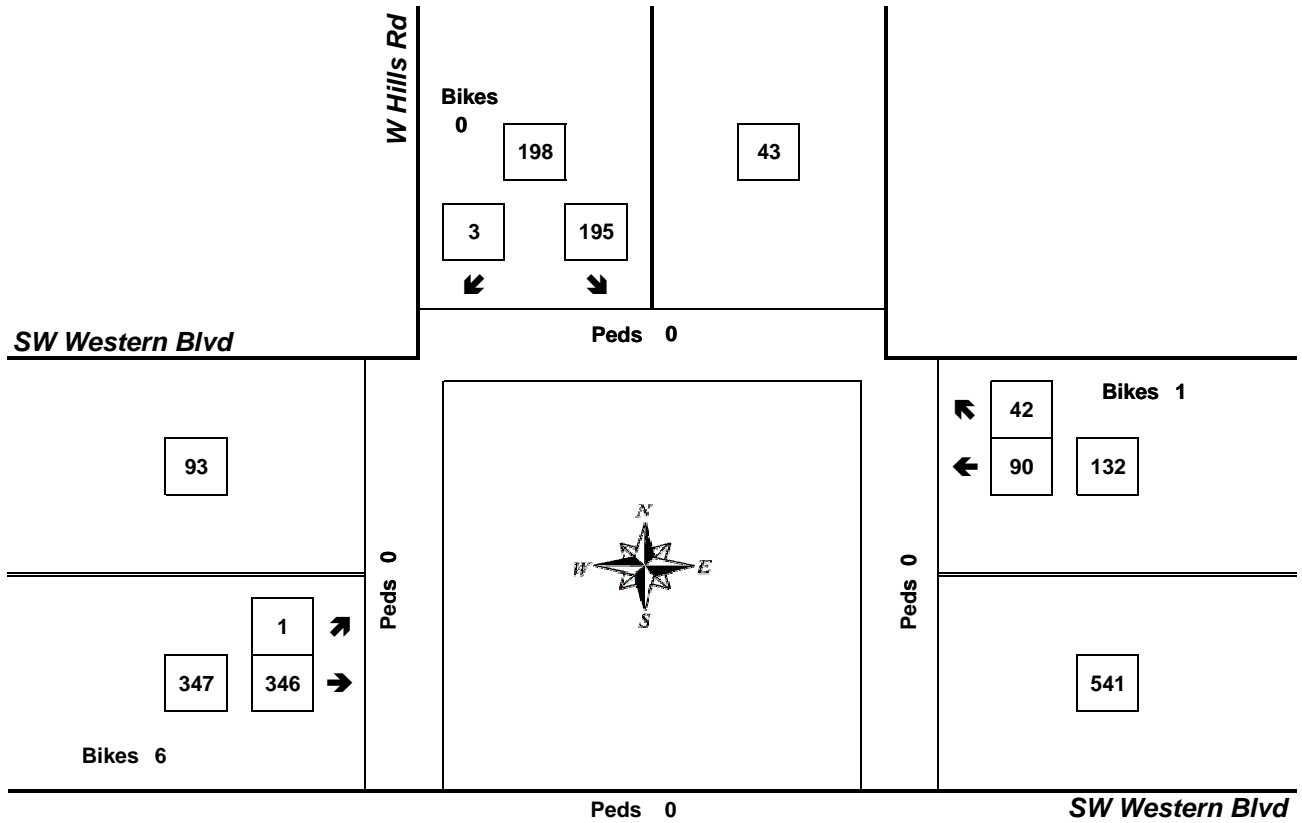 W Hills Rd
Bikes
0
198
43
3
195
Peds 0
SW Western Blvd
Bikes 1
42
93
90
132
N
W
E
S
Peds 0
Peds 0
1
347
346
541
Bikes 6
Peds 0
SW Western Blvd